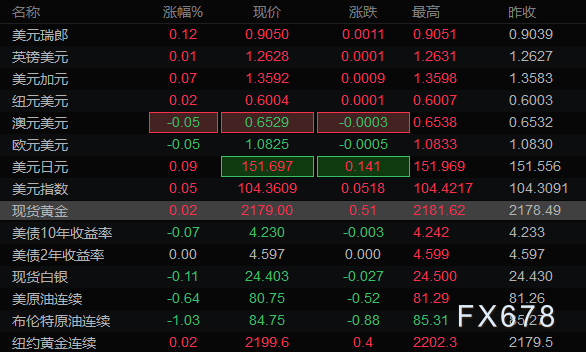 名称 涨幅% 现价 涨跌 最高 昨收
美元瑞郎 0.12 0.9050 0.0011 0.9051 0.9039
英镑美元 0.01 1.2628 0.0001 1.2631 1.2627
美元加元 0.07 1.3592 0.0009 1.3598 1.3583
纽元美元 0.02 0.6004 0.0001 0.6007 0.6003
澳元美元 -0.05 0.6529 -0.0003 0.6538 0.6532
欧元美元 -0.05 1.0825 -0.0005 1.0833 1.0830
美元日元 0.09 151.697 0.141 151.969 151.556
美元指数 0.05 104.3609 0.0518 104.4217 104.3091
现货黄金 0.02 2179.00 0.51 2181.62 2178.49
美债10年收益率 -0.07 4.230 -0.003 4.242 4.233
美债2年收益率 0.00 4.597 0.000 4.599 4.597
现货白银 -0.11 24.403 -0.027 24.500 24.430
美原油连续 -0.64 80.75 -0.52 81.29 81.26
布伦特原油连续 -1.03 84.75 -0.88 85.31
纽约黄金连续 0.02 2199.6 0.4 2202.3 2179.5
FX678